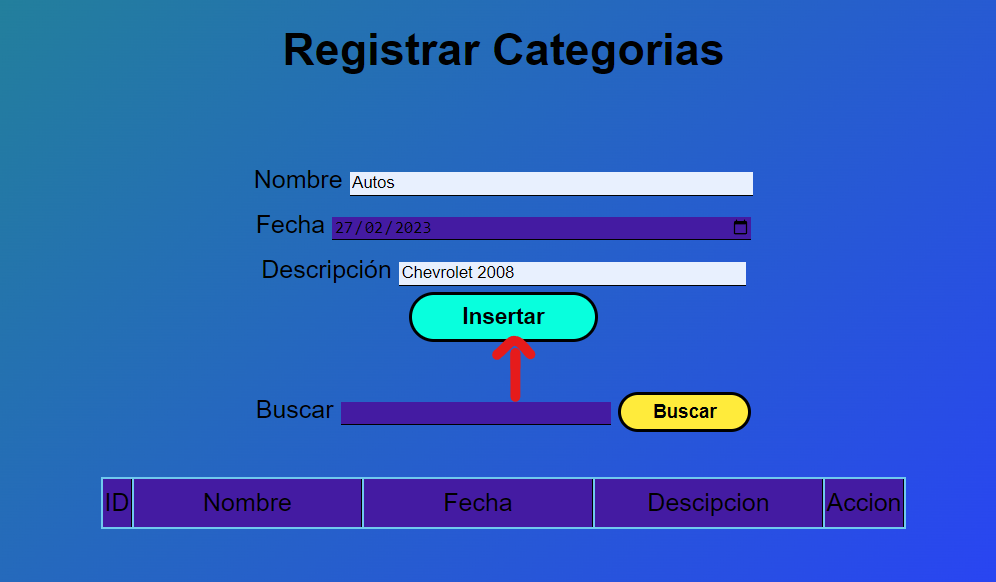 Registrar Categorias
Nombre Autos
Fecha 27/02/2023
Descripción Chevrolet 2008
Insertar
Buscar Buscar
ID Nombre Fecha Descipcion Accion